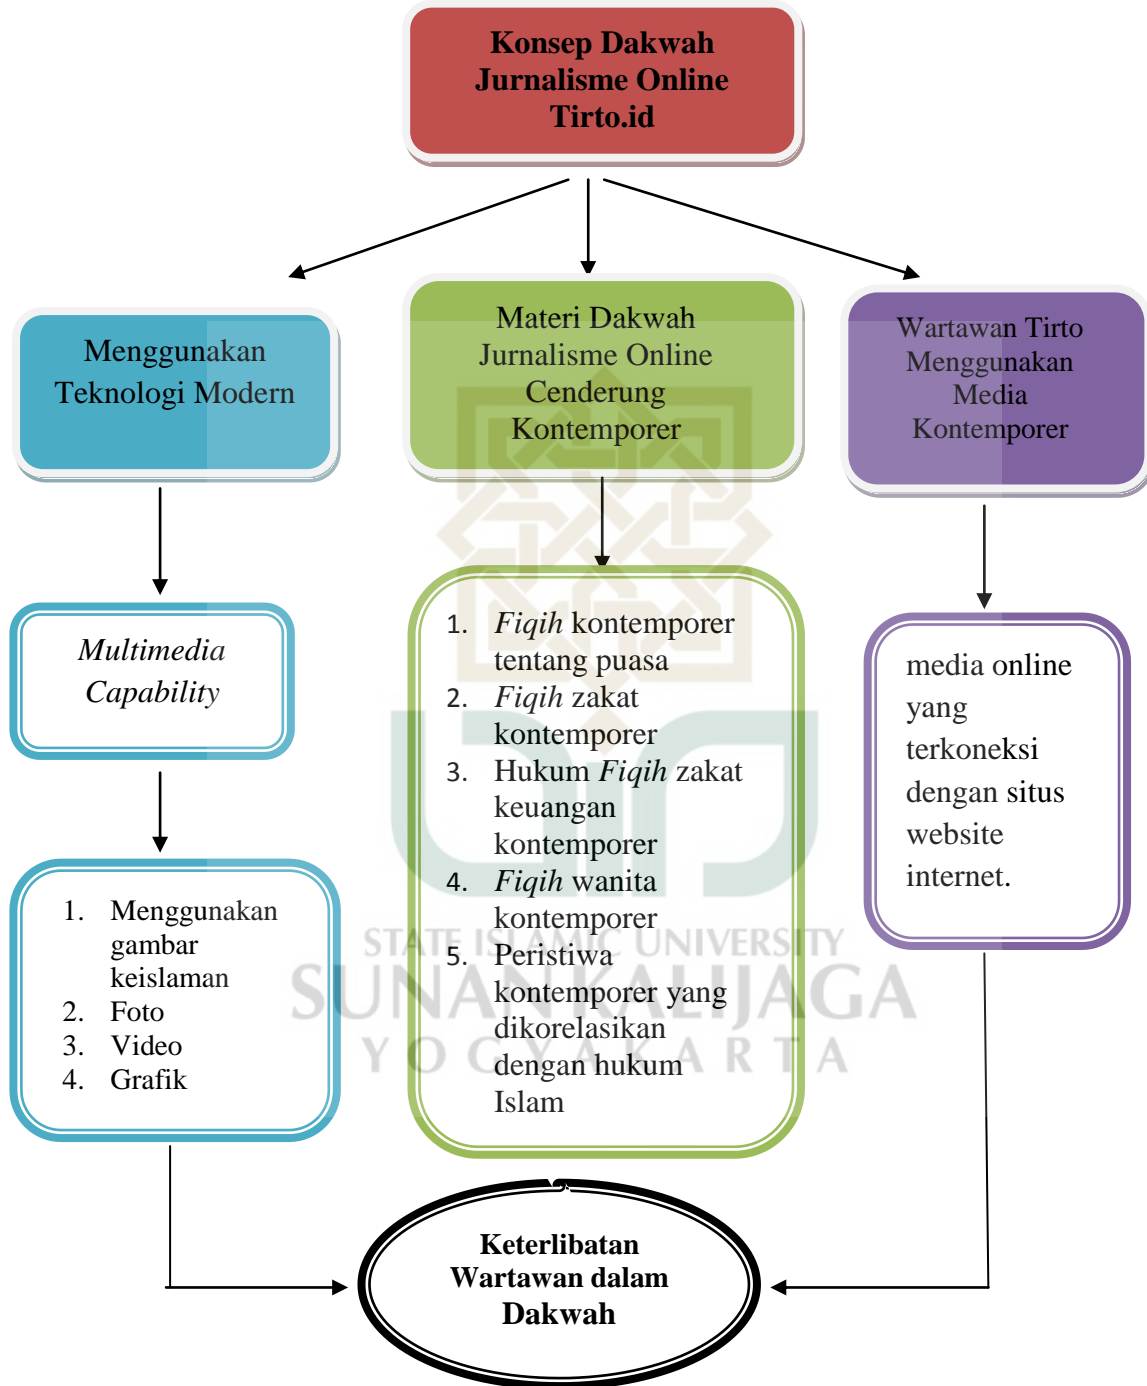 Konsep Dakwah
Jurnalisme Online
Tirto.id
Menggunakan
Teknologi Modern
Materi Dakwah
Jurnalisme Online
Cenderung
Kontemporer
Wartawan Tirto
Menggunakan
Media
Kontemporer
Multimedia
Capability
1. Menggunakan
gambar
keislaman
2. Foto
3. Video
4. Grafik
1. Fiqih kontemporer
tentang puasa
2. Fiqih zakat
kontemporer
3. Hukum Fiqih zakat
keuangan
kontemporer
4. Fiqih wanita
kontemporer
5. Peristiwa
kontemporer yang
dikorelasikan
dengan hukum
Islam
media online
yang
terkoneksi
dengan situs
website
internet.
Keterlibatan
Wartawan dalam
Dakwah
STATE ISLAMIC UNIVERSITY
SUNAN KALIJAGA
YOGYAKARTA